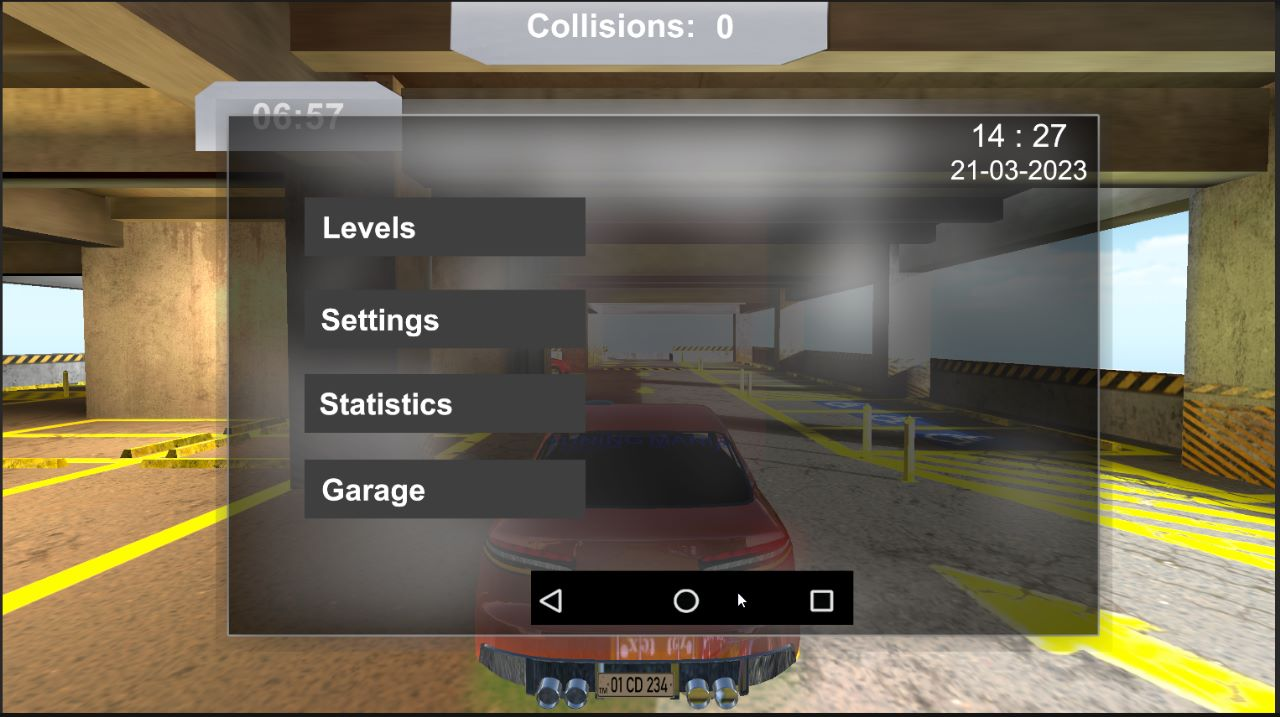 Collisions: 0
06:57
14 : 27
21-03-2023
Levels
Settings
Statistics
Garage
01 CD 234